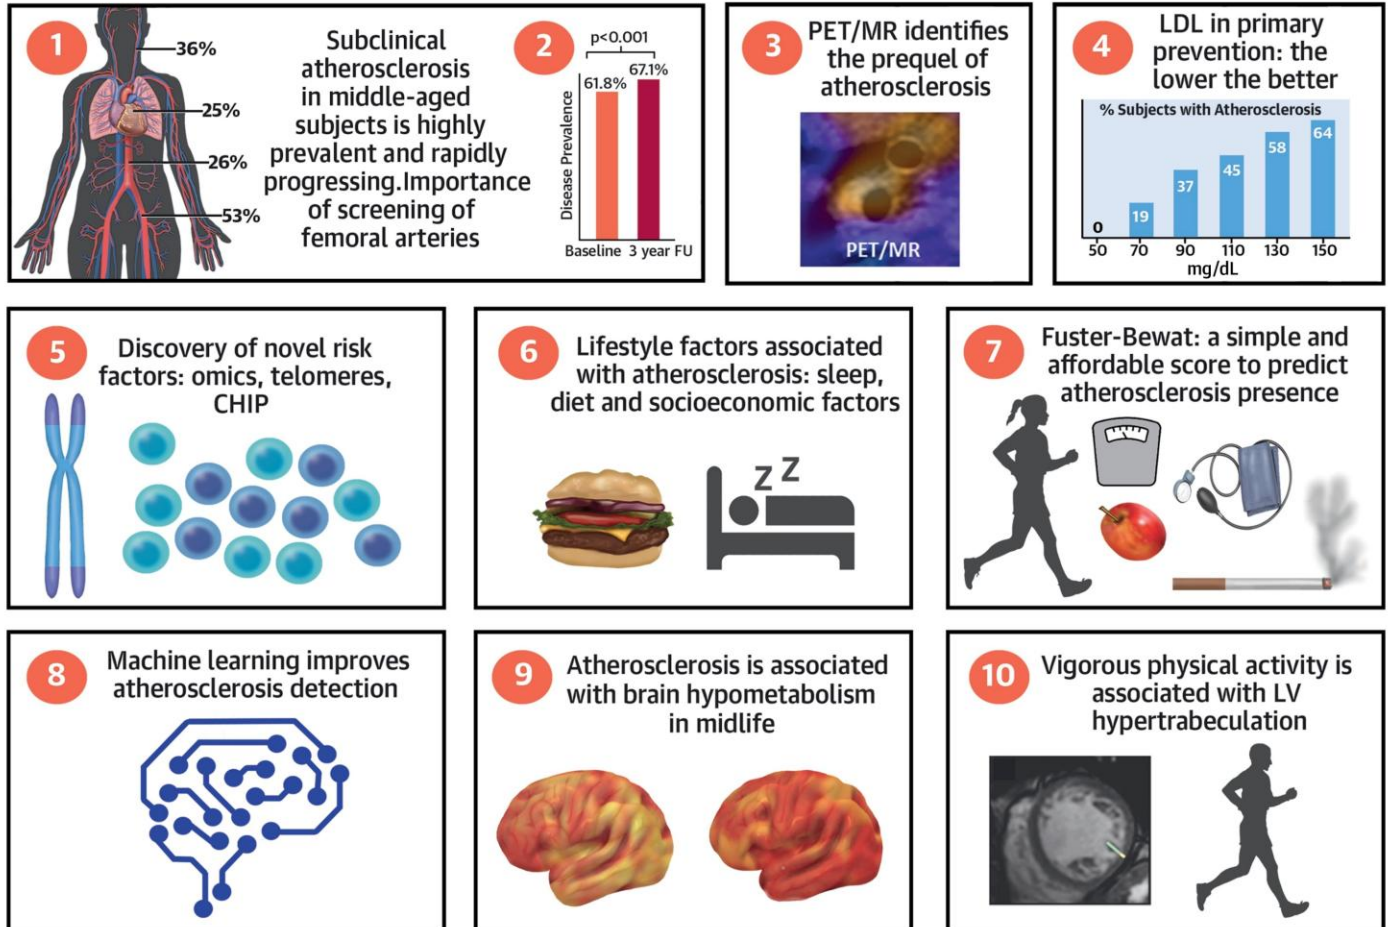 1
36%
25%
26%
53%
Subclinical
atherosclerosis
in middle-aged
subjects is highly
prevalent and rapidly
progressing.Importance
of screening of
femoral arteries
2
p<0.001
61.8%
67.1%
Disease Prevalence
Baseline 3 year FU
3
PET/MR identifies
the prequel of
atherosclerosis
PET/MR
4
LDL in primary
prevention: the
lower the better
% Subjects with Atherosclerosis
0 19 37 45 58 64
50 70 90 110 130 150
mg/dL
5
Discovery of novel risk
factors: omics, telomeres,
CHIP
6
Lifestyle factors associated
with atherosclerosis: sleep,
diet and socioeconomic factors
Z Z
7
Fuster-Bewat: a simple and
affordable score to predict
atherosclerosis presence
8
Machine learning improves
atherosclerosis detection
9
Atherosclerosis is associated
with brain hypometabolism
in midlife
10
Vigorous physical activity is
associated with LV
hypertrabeculation